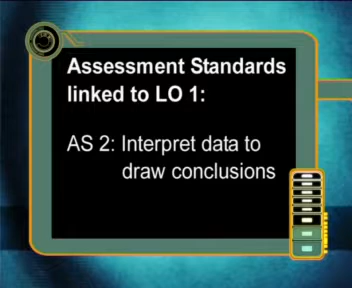 Assessment Standards
linked to LO 1:
AS 2: Interpret data to
draw conclusions